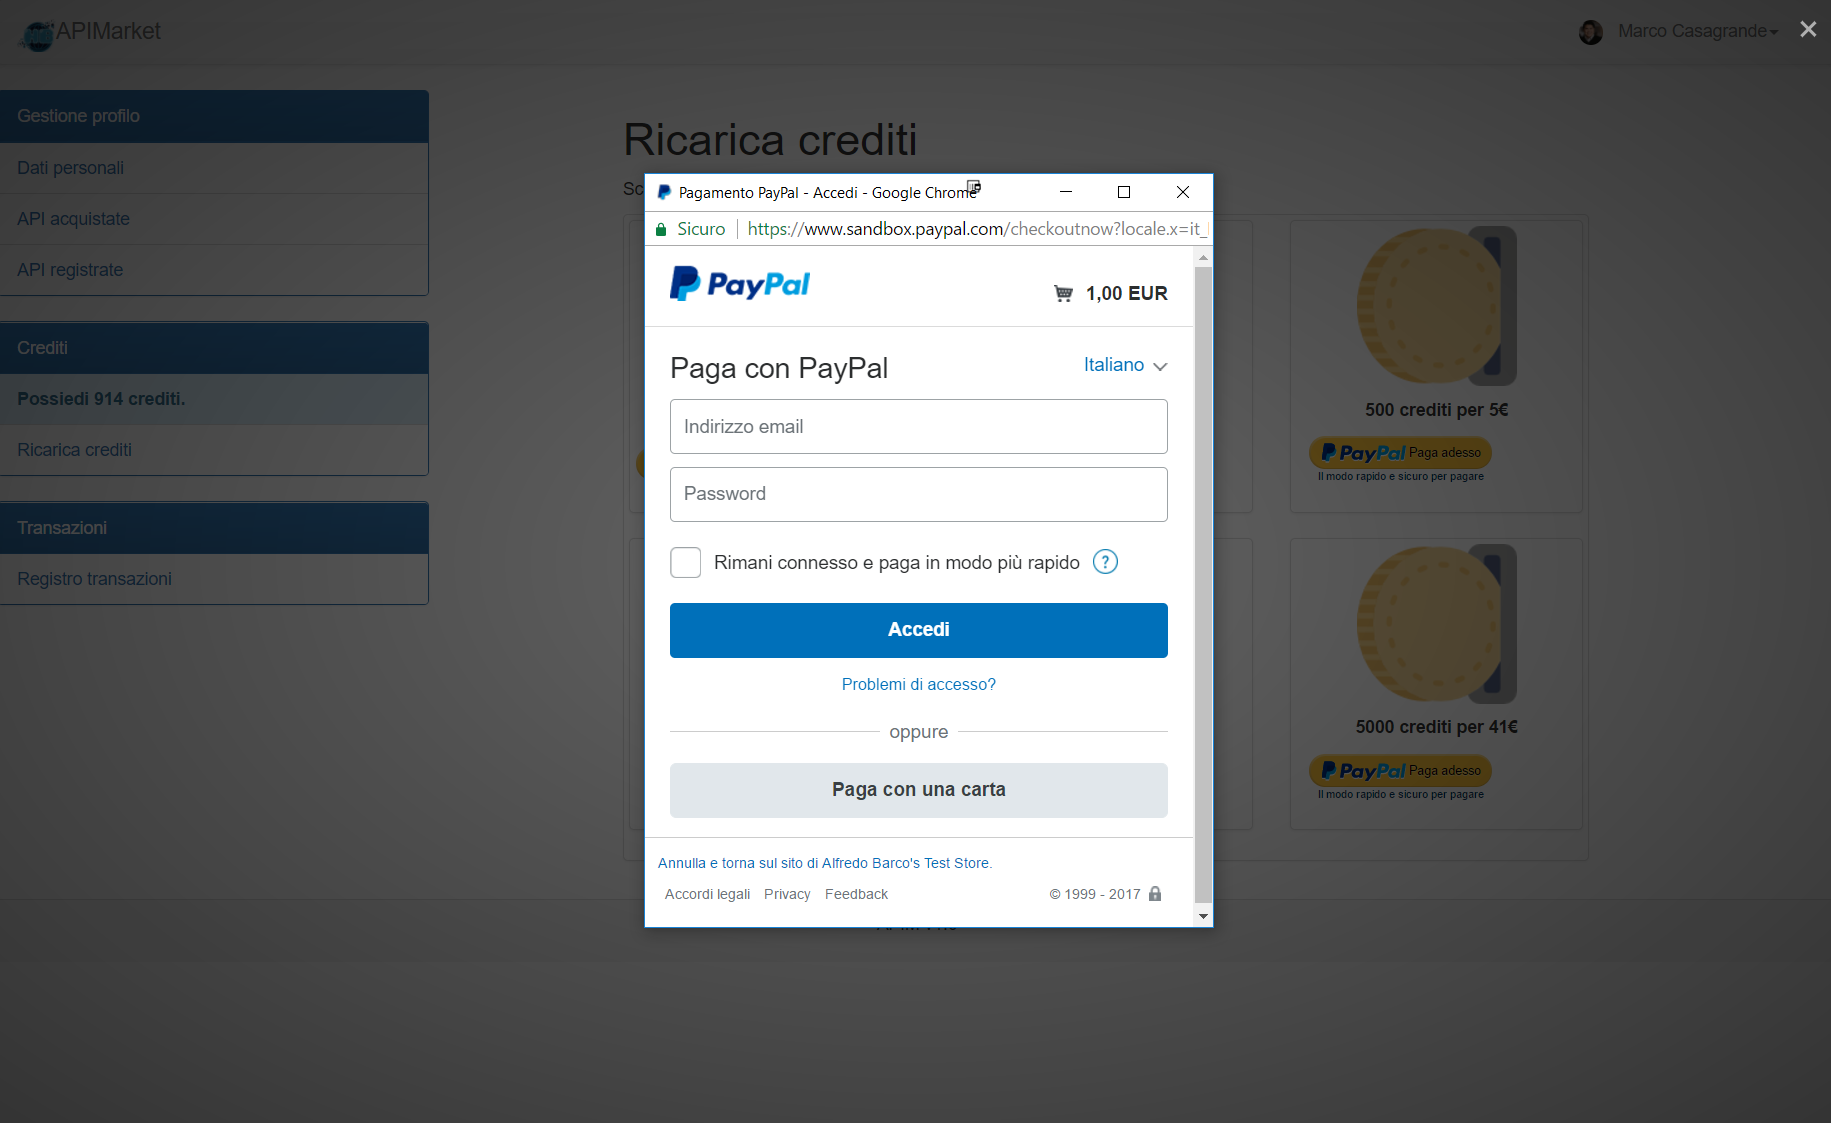 APIMarket
Marco Casagrande
Gestione profilo
Dati personali
API acquistate
API registrate
Crediti
Possiedi 914 crediti.
Ricarica crediti
Transazioni
Registro transazioni
Ricarica crediti
Sc
Pagamento PayPal - Accedi - Google Chrome
Sicuro
https://www.sandbox.paypal.com/checkoutnow?locale.x=it_
PayPal
1,00 EUR
Paga con PayPal
Italiano
Indirizzo email
Password
Rimani connesso e paga in modo più rapido ?
Accedi
Problemi di accesso?
oppure
Paga con una carta
Annulla e torna sul sito di Alfredo Barco's Test Store.
Accordi legali Privacy Feedback
© 1999 - 2017
500 crediti per 5€
PayPal Paga adesso
Il modo rapido e sicuro per pagare
5000 crediti per 41€
PayPal Paga adesso
Il modo rapido e sicuro per pagare